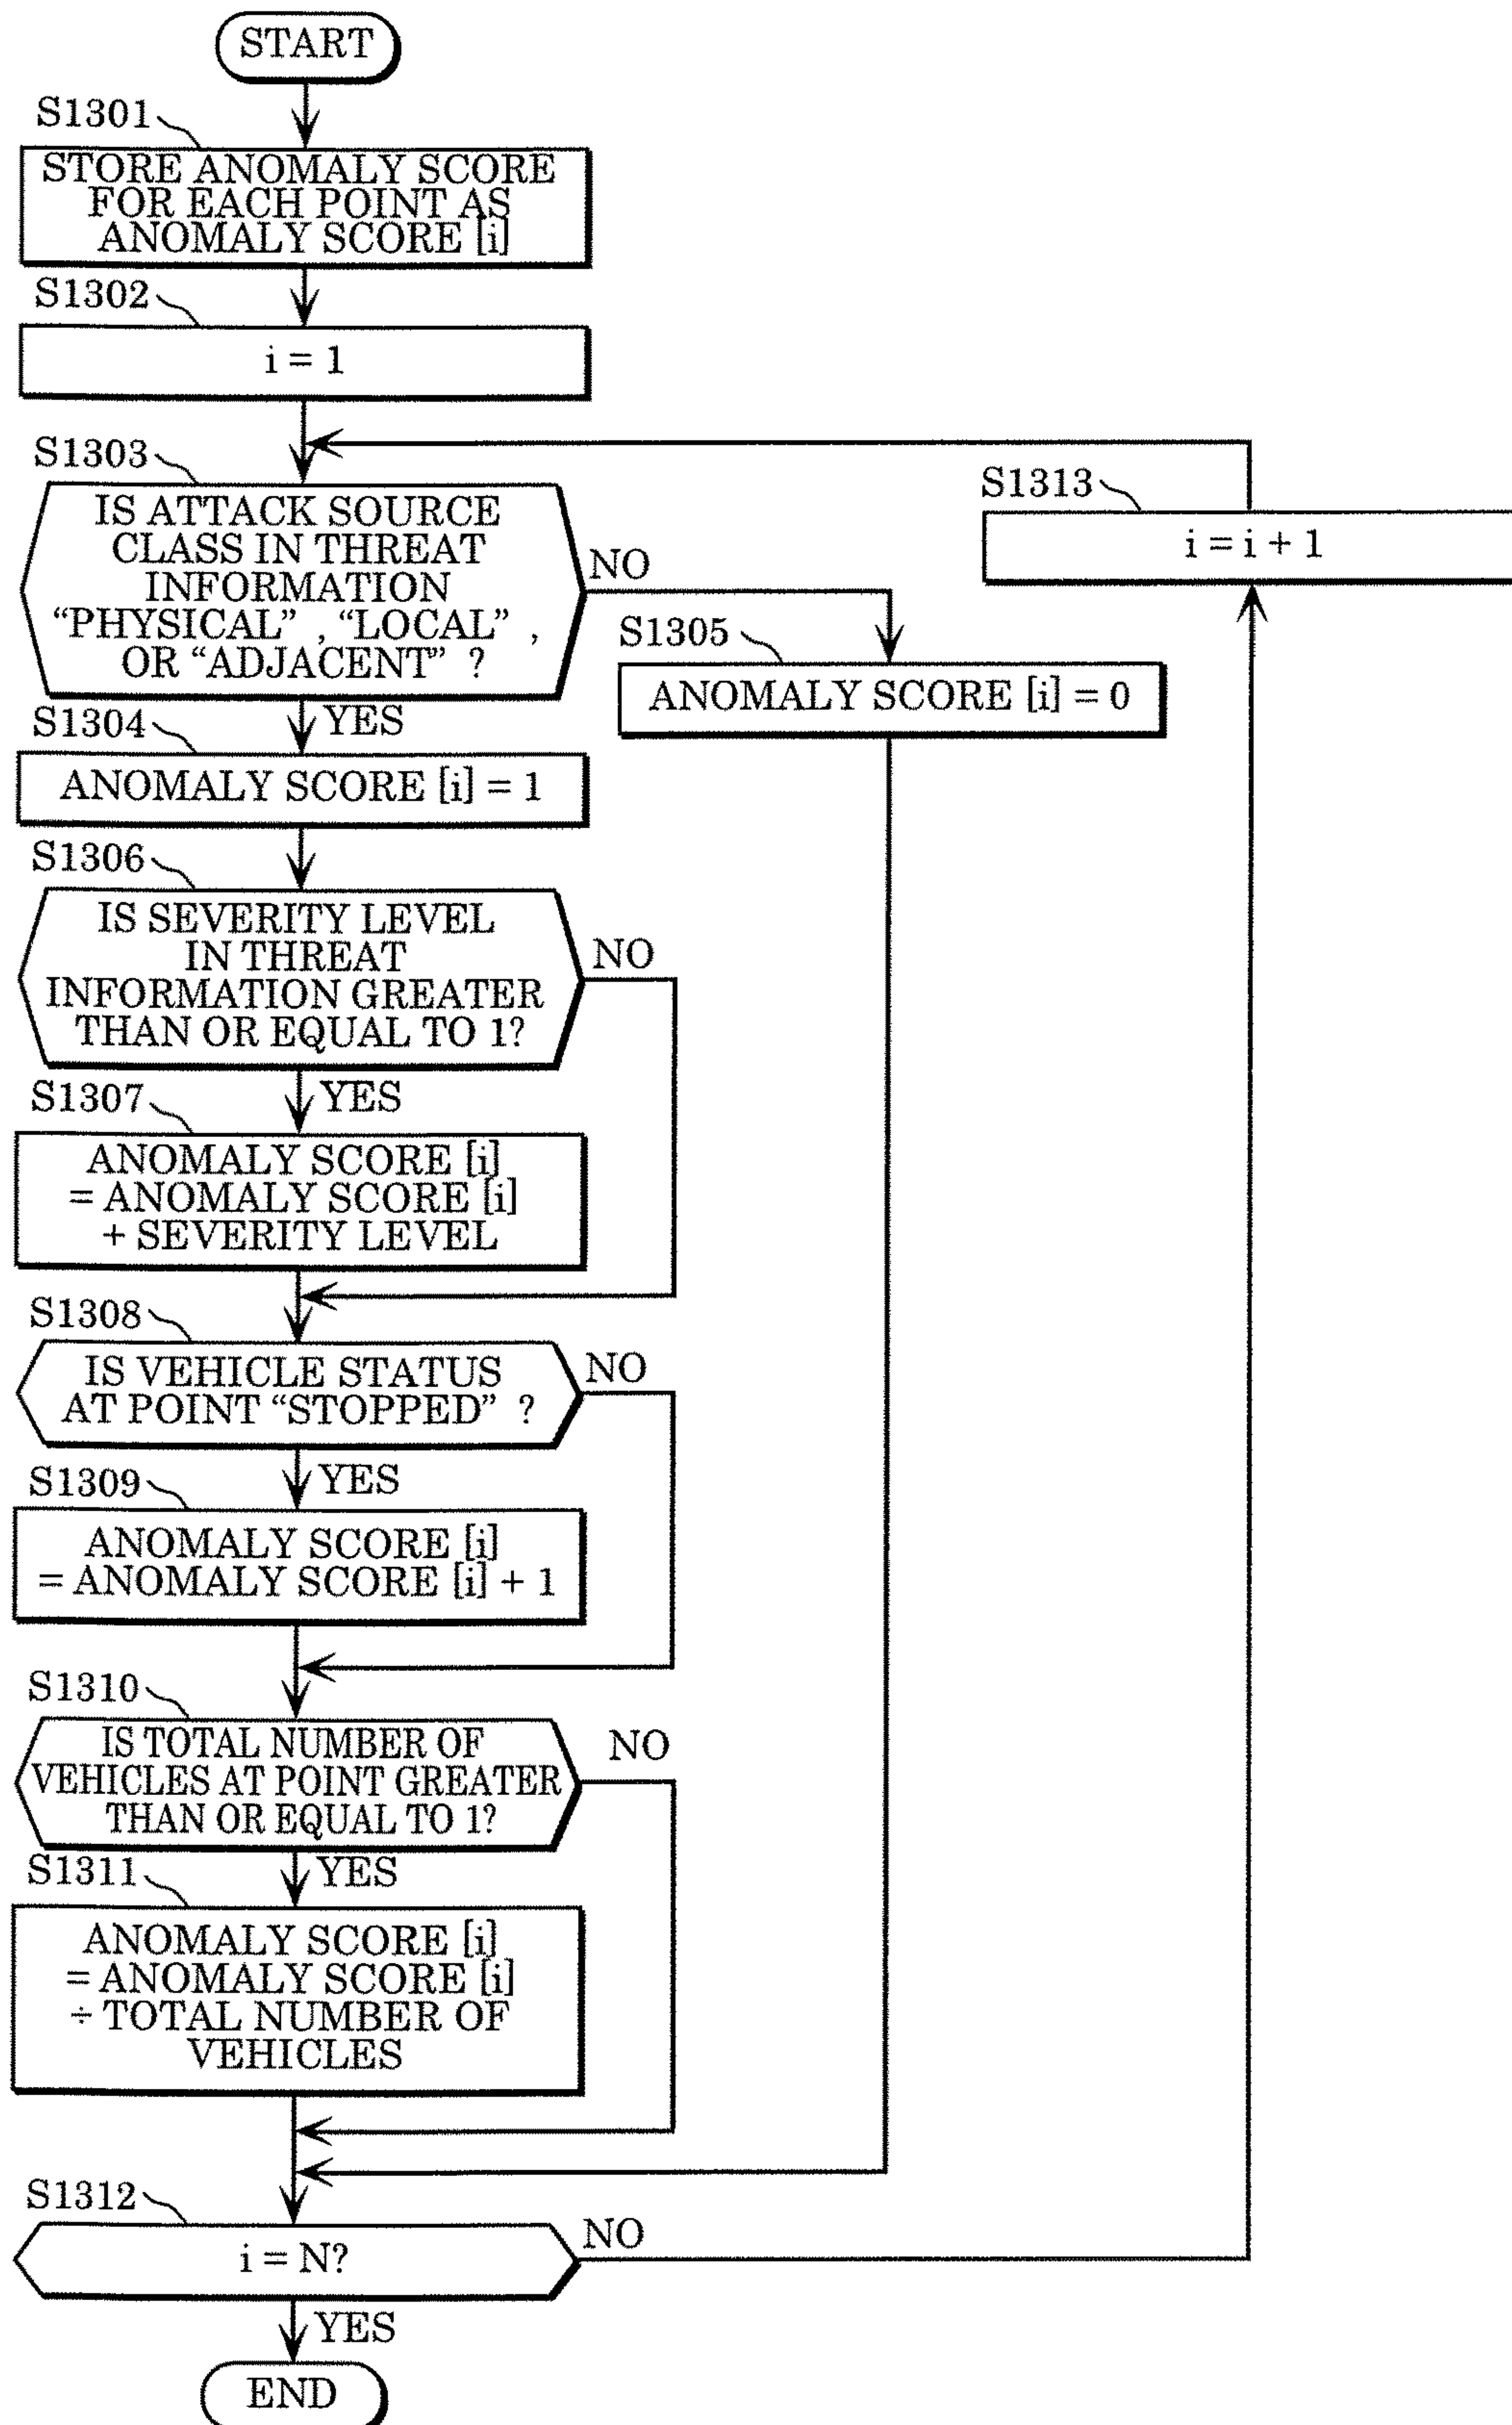 START
S1301
STORE ANOMALY SCORE
FOR EACH POINT AS
ANOMALY SCORE [i]
S1302
i = 1
S1303
IS ATTACK SOURCE
CLASS IN THREAT
INFORMATION
“PHYSICAL” , “LOCAL” ,
OR “ADJACENT” ?
NO
S1313
i = i + 1
S1305
ANOMALY SCORE [i] = 0
YES
S1304
ANOMALY SCORE [i] = 1
S1306
IS SEVERITY LEVEL
IN THREAT
INFORMATION GREATER
THAN OR EQUAL TO 1?
NO
YES
S1307
ANOMALY SCORE [i]
= ANOMALY SCORE [i]
+ SEVERITY LEVEL
S1308
IS VEHICLE STATUS
AT POINT “STOPPED” ?
NO
YES
S1309
ANOMALY SCORE [i]
= ANOMALY SCORE [i] + 1
S1310
IS TOTAL NUMBER OF
VEHICLES AT POINT GREATER
THAN OR EQUAL TO 1?
NO
YES
S1311
ANOMALY SCORE [i]
= ANOMALY SCORE [i]
÷ TOTAL NUMBER OF
VEHICLES
S1312
i = N?
NO
YES
END